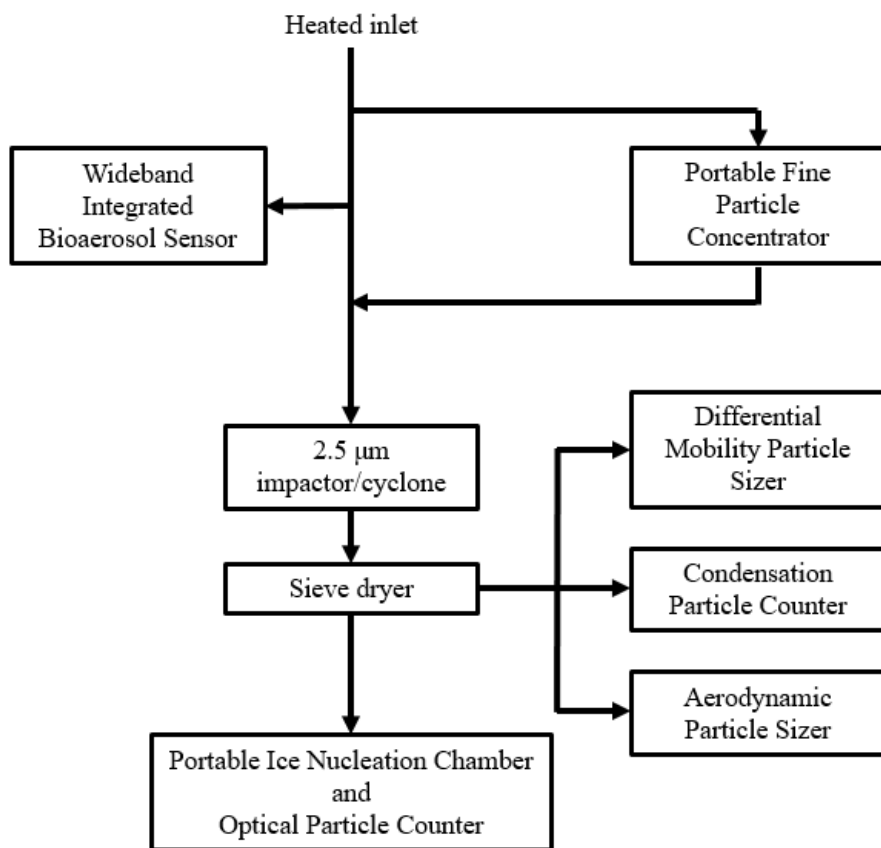 Heated inlet
Wideband
Integrated
Bioaerosol Sensor
Portable Fine
Particle
Concentrator
2.5 μm
impactor/cyclone
Differential
Mobility Particle
Sizer
Sieve dryer
Condensation
Particle Counter
Aerodynamic
Particle Sizer
Portable Ice Nucleation Chamber
and
Optical Particle Counter